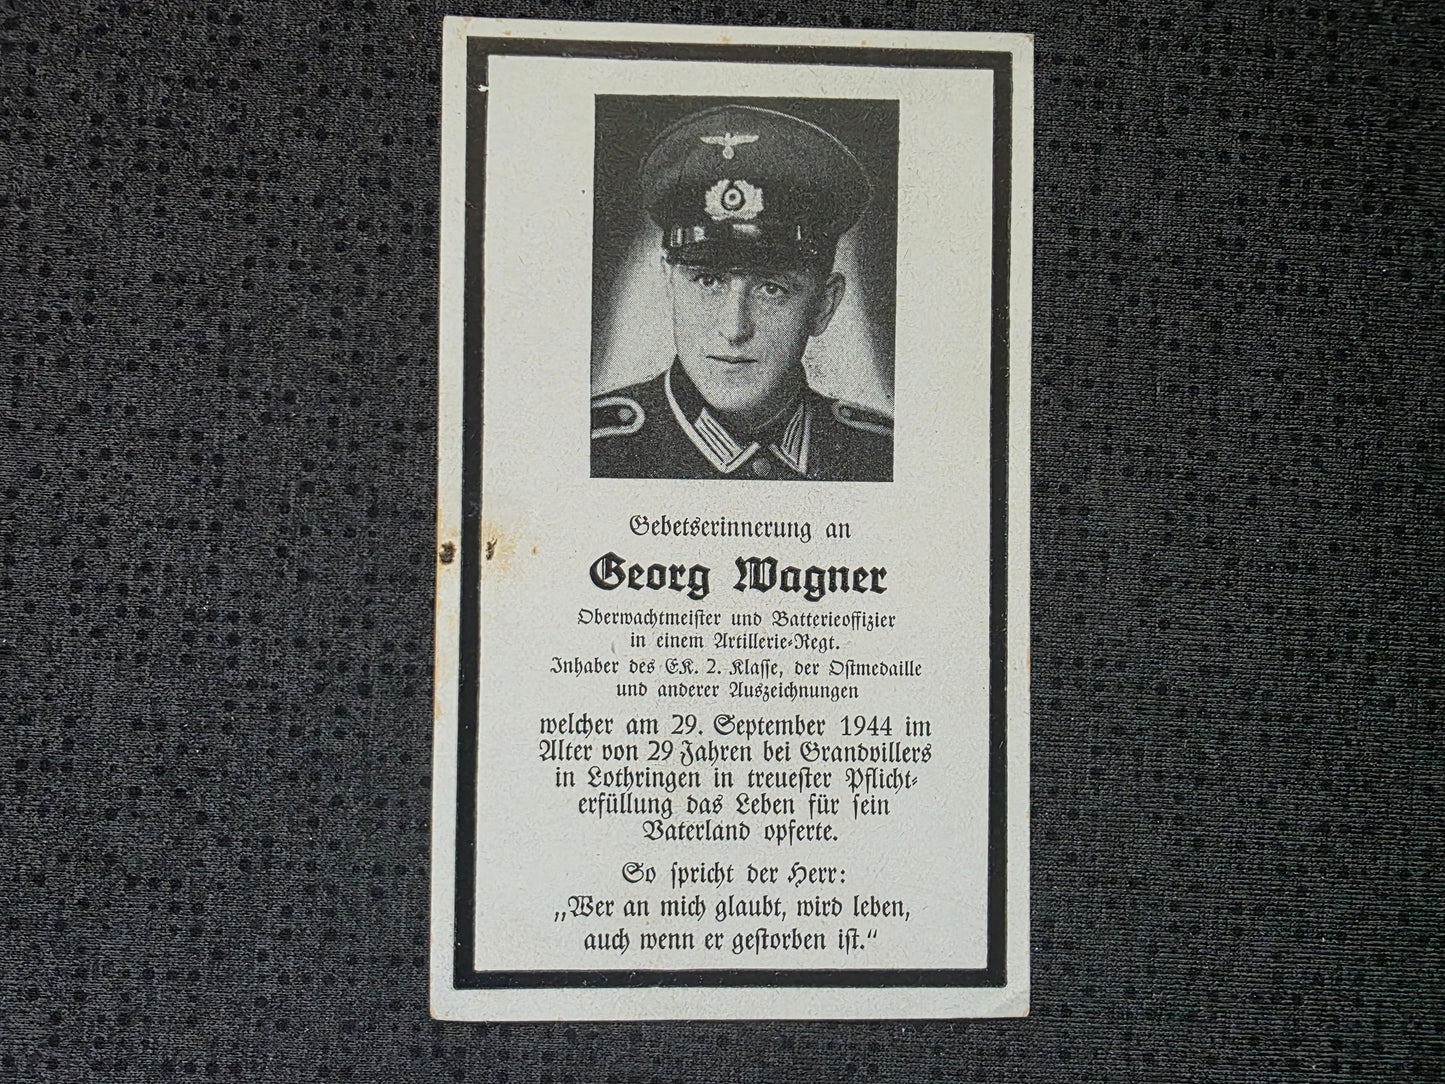 Gebetserinnerung an
Georg Wagner
Oberwachtmeister und Batterieoffizier
in einem Artillerie-Regt.
Inhaber des EK. 2. Klasse, der Ostmedaille
und anderer Auszeichnungen
welcher am 29. September 1944 im
Alter von 29 Jahren bei Grandvillers
in Lothringen in treuester Pflicht-
erfüllung das Leben für sein
Vaterland opferte.
So spricht der Herr:
„Wer an mich glaubt, wird leben,
auch wenn er gestorben ist.“